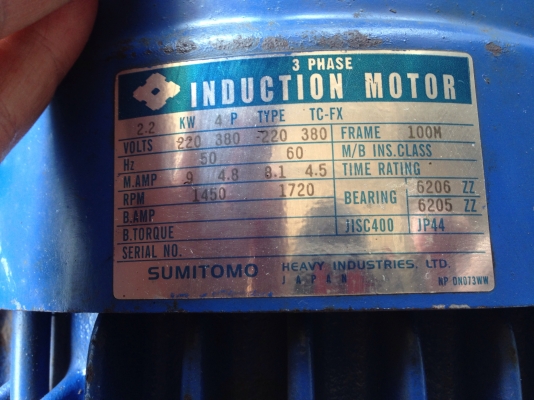 3 PHASE
INDUCTION MOTOR
2.2 KW 4 P TYPE TC-FX
VOLTS 220 380 220 380 FRAME 100M
Hz 50 60 M/B INS.CLASS
M.AMP 9 4.8 8.1 4.5 TIME RATING
RPM 1450 1720 BEARING 6206 ZZ
B.AMP 6205 ZZ
B.TORQUE JISC400 JP44
SERIAL NO.
SUMITOMO HEAVY INDUSTRIES, LTD.
JAPAN